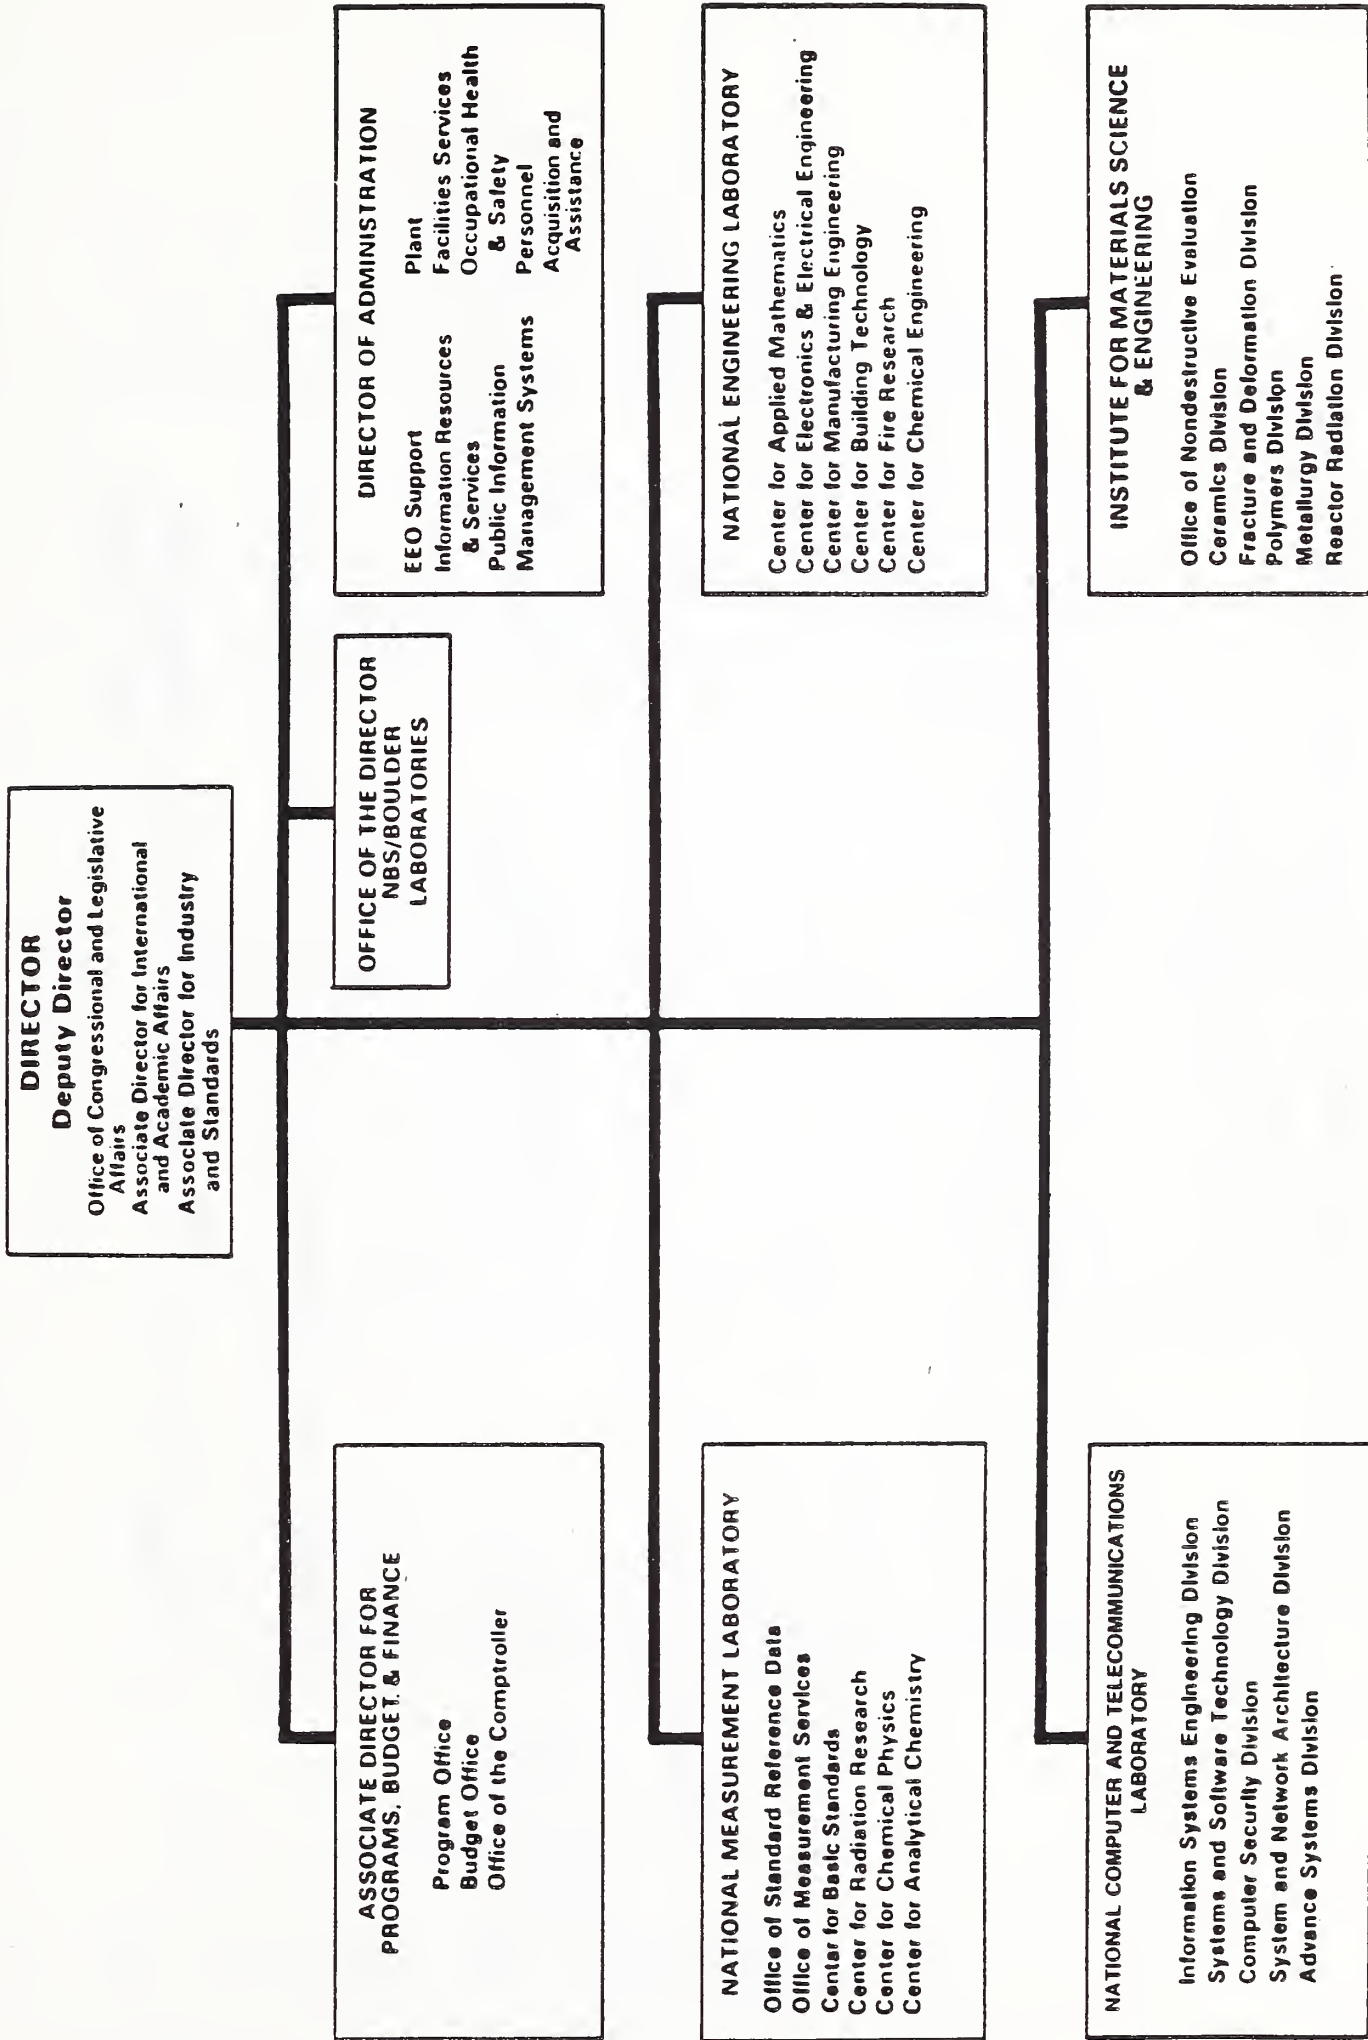 DIRECTOR
Deputy Director
Office of Congressional and Legislative
Affairs
Associate Director for International
and Academic Affairs
Associate Director for Industry
and Standards
ASSOCIATE DIRECTOR FOR
PROGRAMS, BUDGET, & FINANCE
Program Office
Budget Office
Office of the Comptroller
OFFICE OF THE DIRECTOR
NBS/BOULDER
LABORATORIES
DIRECTOR OF ADMINISTRATION
EEO Support
Information Resources
& Services
Public Information
Management Systems
Plant
Facilities Services
Occupational Health
& Safety
Personnel
Acquisition and
Assistance
NATIONAL MEASUREMENT LABORATORY
Office of Standard Reference Data
Office of Measurement Services
Center for Basic Standards
Center for Radiation Research
Center for Chemical Physics
Center for Analytical Chemistry
NATIONAL ENGINEERING LABORATORY
Center for Applied Mathematics
Center for Electronics & Electrical Engineering
Center for Manufacturing Engineering
Center for Building Technology
Center for Fire Research
Center for Chemical Engineering
NATIONAL COMPUTER AND TELECOMMUNICATIONS
LABORATORY
Information Systems Engineering Division
Systems and Software Technology Division
Computer Security Division
System and Network Architecture Division
Advance Systems Division
INSTITUTE FOR MATERIALS SCIENCE
& ENGINEERING
Office of Nondestructive Evaluation
Ceramics Division
Fracture and Deformation Division
Polymers Division
Metallurgy Division
Reactor Radiation Division